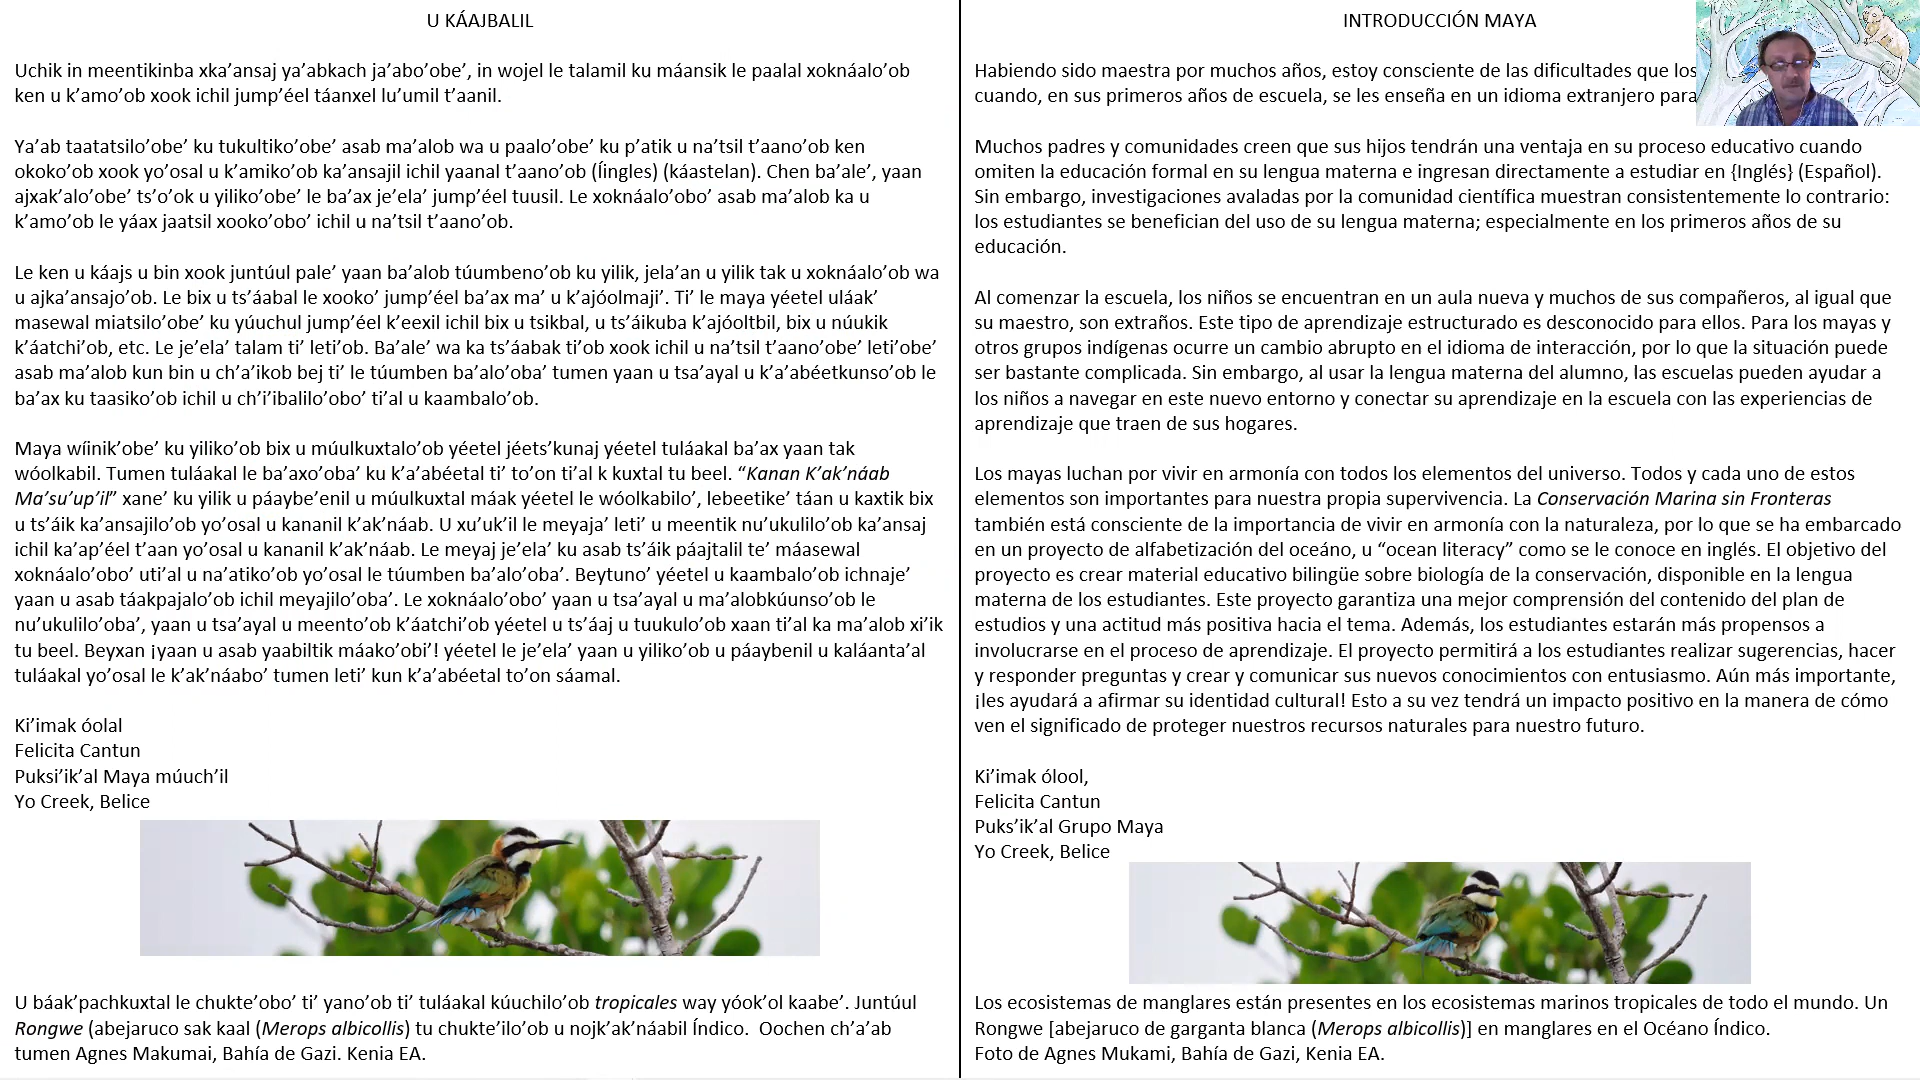 U KÁAJBALIL
Uchik in meentikinba xka’ansaj ya’abkach ja’abo’obe’, in wojel le talamil ku máansik le paalal xoknáalo’ob
ken u k’amo’ob xook ichil jump’éel táanxel lu’umil t’aanil.
Ya’ab taatatsilo’obe’ ku tukultiko’obe’ asab ma’alob wa u paalo’obe’ ku p’atik u na’tsil t’aano’ob ken
okoko’ob xook yo’osal u k’amiko’ob ka’ansajil ichil yaanal t’aano’ob (Íingles) (káastelan). Chen ba’ale’, yaan
ajxak’alo’obe’ ts’o’ok u yiliko’obe’ le ba’ax je’ela’ jump’éel tuusil. Le xoknáalo’obo’ asab ma’alob ka u
k’amo’ob le yáax jaatsil xooko’obo’ ichil u na’tsil t’aano’ob.
Le ken u káajs u bin xook juntúul pale’ yaan ba’alob túumbeno’ob ku yilik, jela’an u yilik tak u xoknáalo’ob wa
u ajka’ansajo’ob. Le bix u ts’áabal le xooko’ jump’éel ba’ax ma’ u k’ajóolmaji’. Ti’ le maya yéetel uláak’
masewal miatsilo’obe’ ku yúuchul jump’éel k’eexil ichil bix u tsikbal, u ts’áikuba k’ajóoltbil, bix u núukik
k’áatchi’ob, etc. Le je’ela’ talam ti’ leti’ob. Ba’ale’ wa ka ts’áabak ti’ob xook ichil u na’tsil t’aano’obe’ leti’obe’
asab ma’alob kun bin u ch’a’ikob bej ti’ le túumben ba’alo’oba’ tumen yaan u tsa’ayal u k’a’abéetkunso’ob le
ba’ax ku taasiko’ob ichil u ch’i’ibalilo’obo’ ti’al u kaambalo’ob.
Maya wíinik’obe’ ku yiliko’ob bix u múulkuxtalo’ob yéetel jéets’kunaj yéetel tuláakal ba’ax yaan tak
wóolkabil. Tumen tuláakal le ba’axo’oba’ ku k’a’abéetal ti’ to’on ti’al k kuxtal tu beel. “Kanan K’ak’náab
Ma’su’up’il” xane’ ku yilik u páaybe’enil u múulkuxtal máak yéetel le wóolkabilo’, lebeetike’ táan u kaxtik bix
u ts’áik ka’ansajilo’ob yo’osal u kananil k’ak’náab. U xu’uk’il le meyaja’ leti’ u meentik nu’ukulilo’ob ka’ansaj
ichil ka’ap’éel t’aan yo’osal u kananil k’ak’náab. Le meyaj je’ela’ ku asab ts’áik páajtalil te’ máasewal
xoknáalo’obo’ uti’al u na’atiko’ob yo’osal le túumben ba’alo’oba’. Beytuno’ yéetel u kaambalo’ob ichnaje’
yaan u asab táakpajalo’ob ichil meyajilo’oba’. Le xoknáalo’obo’ yaan u tsa’ayal u ma’alobkúunso’ob le
nu’ukulilo’oba’, yaan u tsa’ayal u meento’ob k’áatchi’ob yéetel u ts’áaj u tuukulo’ob xaan ti’al ka ma’alob xi’ik
tu beel. Beyxan ¡yaan u asab yaabiltik máako’obi’! yéetel le je’ela’ yaan u yiliko’ob u páaybenil u kaláanta’al
tuláakal yo’osal le k’ak’náabo’ tumen leti’ kun k’a’abéetal to’on sáamal.
Ki’imak óolal
Felicita Cantun
Puksi’ik’al Maya múuch’il
Yo Creek, Belice
U báak’pachkuxtal le chukte’obo’ ti’ yano’ob ti’ tuláakal kúuchilo’ob tropicales way yóok’ol kaabe’. Juntúul
Rongwe (abejaruco sak kaal (Merops albicollis) tu chukte’ilo’ob u nojk’ak’náabil Índico. Oochen ch’a’ab
tumen Agnes Makumai, Bahía de Gazi. Kenia EA.
INTRODUCCIÓN MAYA
Habiendo sido maestra por muchos años, estoy consciente de las dificultades que los
cuando, en sus primeros años de escuela, se les enseña en un idioma extranjero para
Muchos padres y comunidades creen que sus hijos tendrán una ventaja en su proceso educativo cuando
omiten la educación formal en su lengua materna e ingresan directamente a estudiar en {Inglés} (Español).
Sin embargo, investigaciones avaladas por la comunidad científica muestran consistentemente lo contrario:
los estudiantes se benefician del uso de su lengua materna; especialmente en los primeros años de su
educación.
Al comenzar la escuela, los niños se encuentran en un aula nueva y muchos de sus compañeros, al igual que
su maestro, son extraños. Este tipo de aprendizaje estructurado es desconocido para ellos. Para los mayas y
otros grupos indígenas ocurre un cambio abrupto en el idioma de interacción, por lo que la situación puede
ser bastante complicada. Sin embargo, al usar la lengua materna del alumno, las escuelas pueden ayudar a
los niños a navegar en este nuevo entorno y conectar su aprendizaje en la escuela con las experiencias de
aprendizaje que traen de sus hogares.
Los mayas luchan por vivir en armonía con todos los elementos del universo. Todos y cada uno de estos
elementos son importantes para nuestra propia supervivencia. La Conservación Marina sin Fronteras
también está consciente de la importancia de vivir en armonía con la naturaleza, por lo que se ha embarcado
en un proyecto de alfabetización del oceáno, u “ocean literacy” como se le conoce en inglés. El objetivo del
proyecto es crear material educativo bilingüe sobre biología de la conservación, disponible en la lengua
materna de los estudiantes. Este proyecto garantiza una mejor comprensión del contenido del plan de
estudios y una actitud más positiva hacia el tema. Además, los estudiantes estarán más propensos a
involucrarse en el proceso de aprendizaje. El proyecto permitirá a los estudiantes realizar sugerencias, hacer
y responder preguntas y crear y comunicar sus nuevos conocimientos con entusiasmo. Aún más importante,
¡les ayudará a afirmar su identidad cultural! Esto a su vez tendrá un impacto positivo en la manera de cómo
ven el significado de proteger nuestros recursos naturales para nuestro futuro.
Ki’imak ólool,
Felicita Cantun
Puks’ik’al Grupo Maya
Yo Creek, Belice
Los ecosistemas de manglares están presentes en los ecosistemas marinos tropicales de todo el mundo. Un
Rongwe [abejaruco de garganta blanca (Merops albicollis)] en manglares en el Océano Índico.
Foto de Agnes Mukami, Bahía de Gazi, Kenia EA.